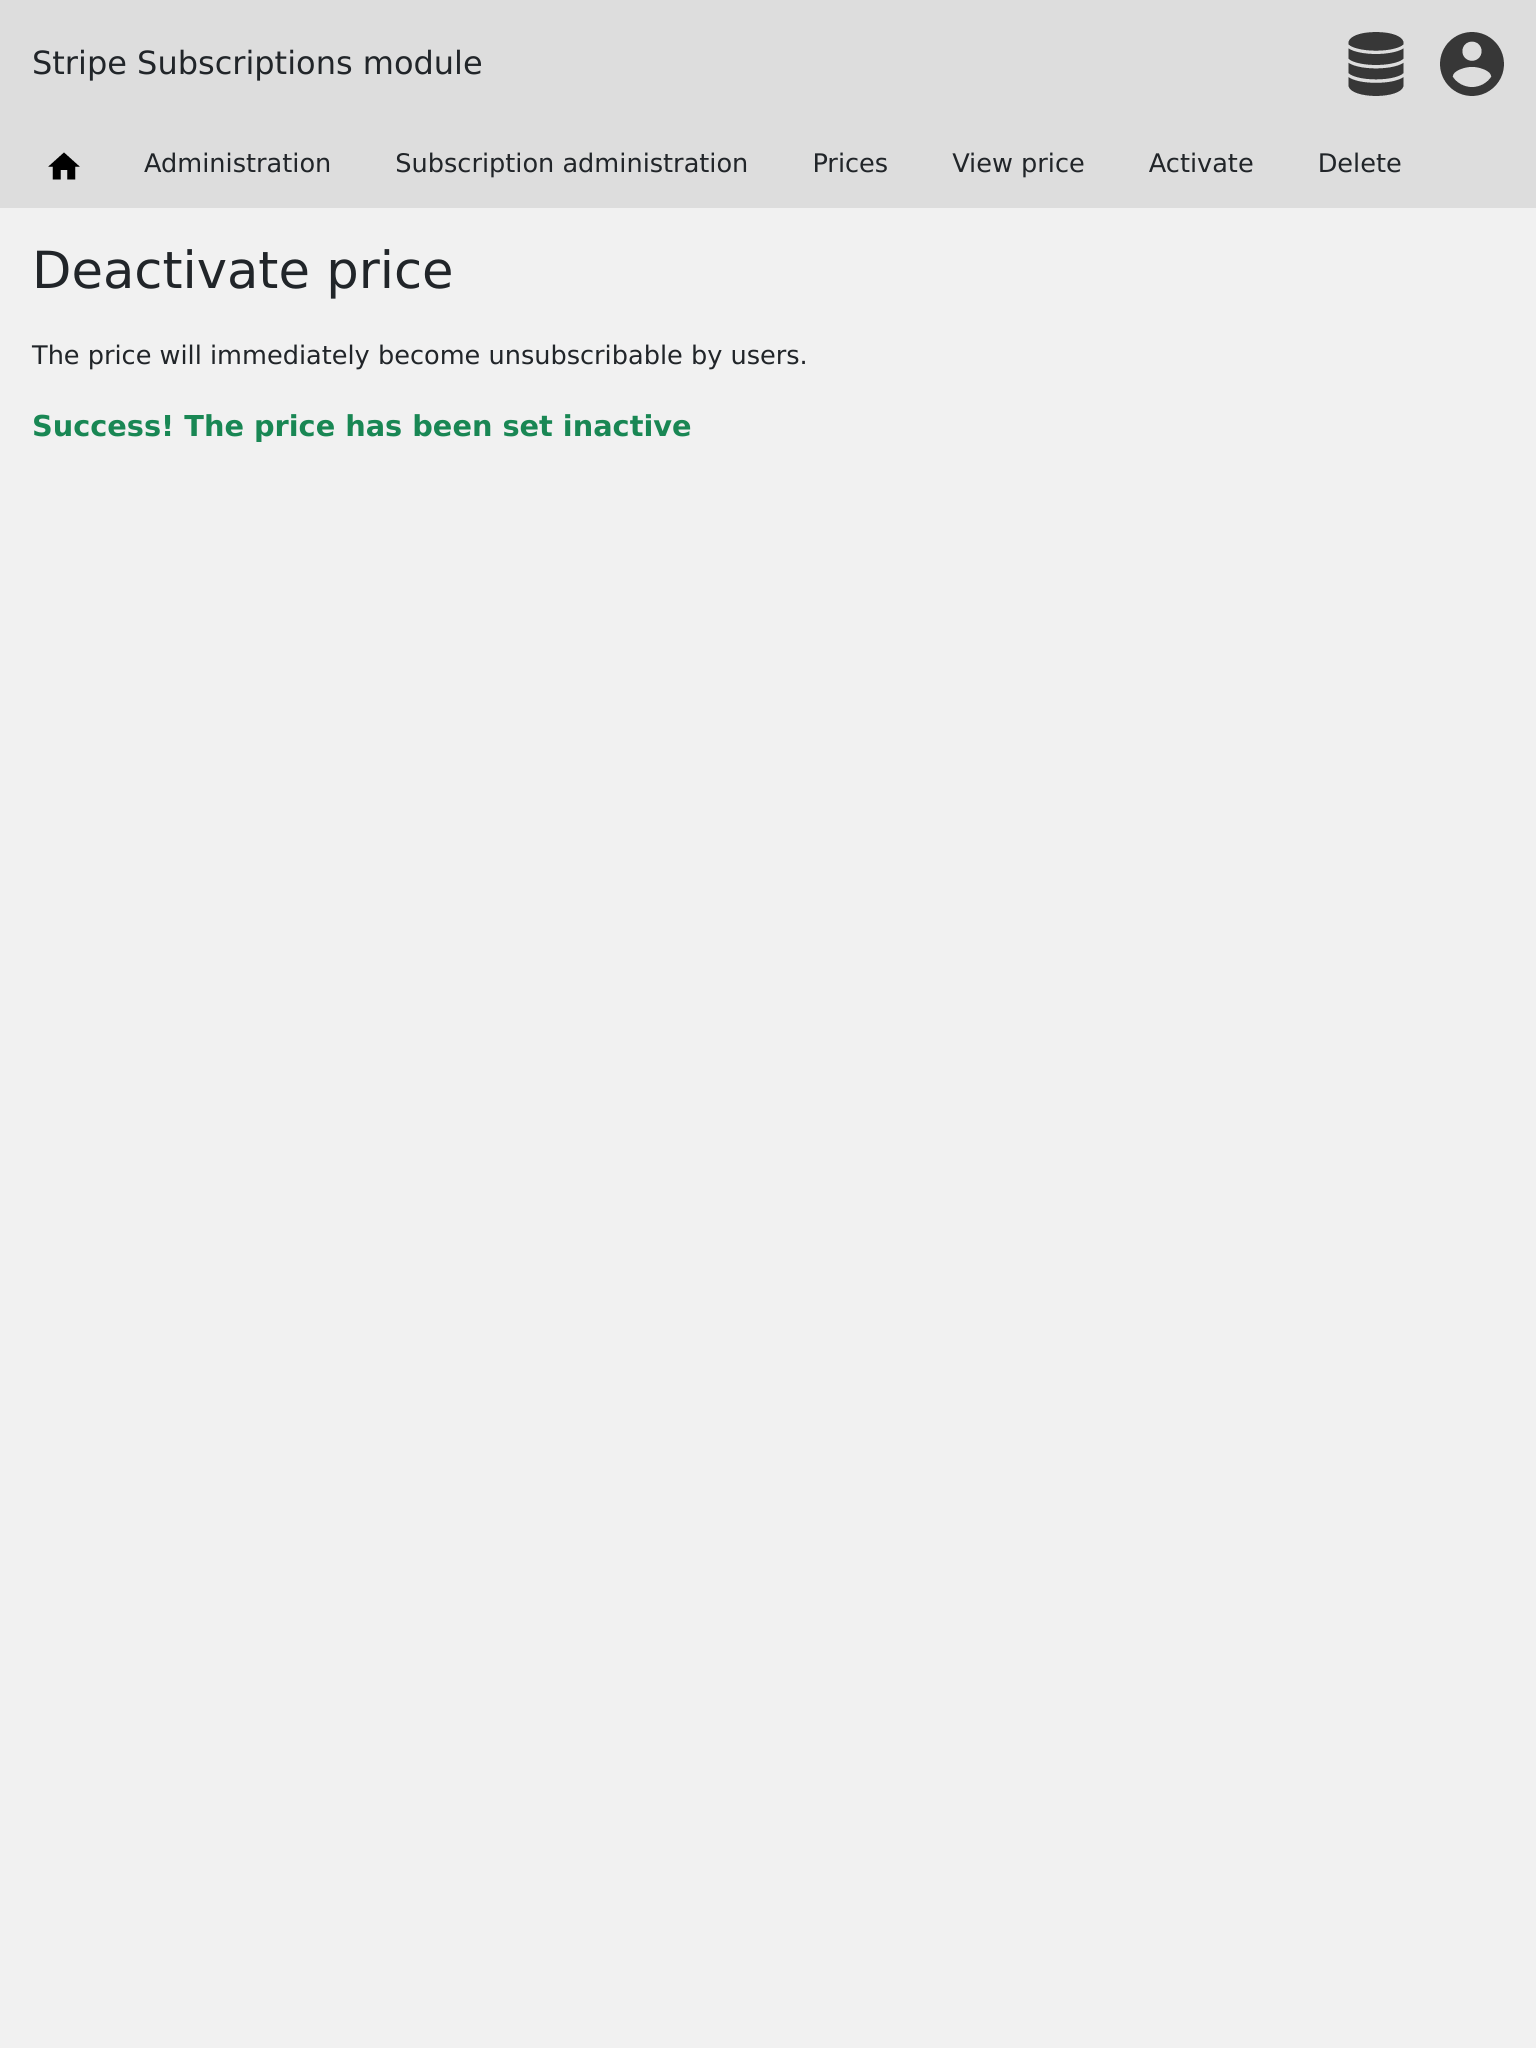 Stripe Subscriptions module
Administration Subscription administration Prices View price Activate Delete
Deactivate price
The price will immediately become unsubscribable by users.
Success! The price has been set inactive